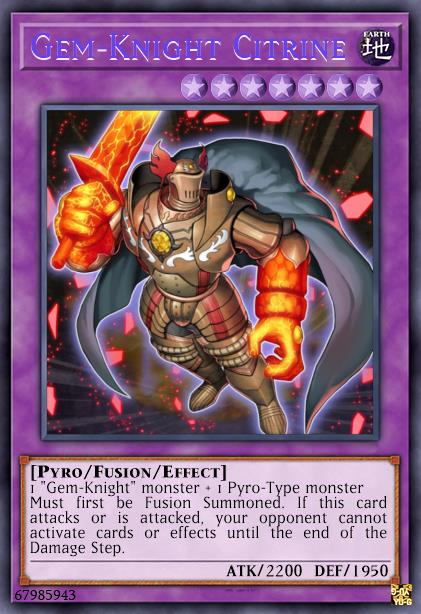 GEM-KNIGHT CITRINE
EARTH
地
[PYRO/FUSION/EFFECT]
1 "Gem-Knight" monster + 1 Pyro-Type monster
Must first be Fusion Summoned. If this card
attacks or is attacked, your opponent cannot
activate cards or effects until the end of the
Damage Step.
ATK/2200 DEF/1950
67985943